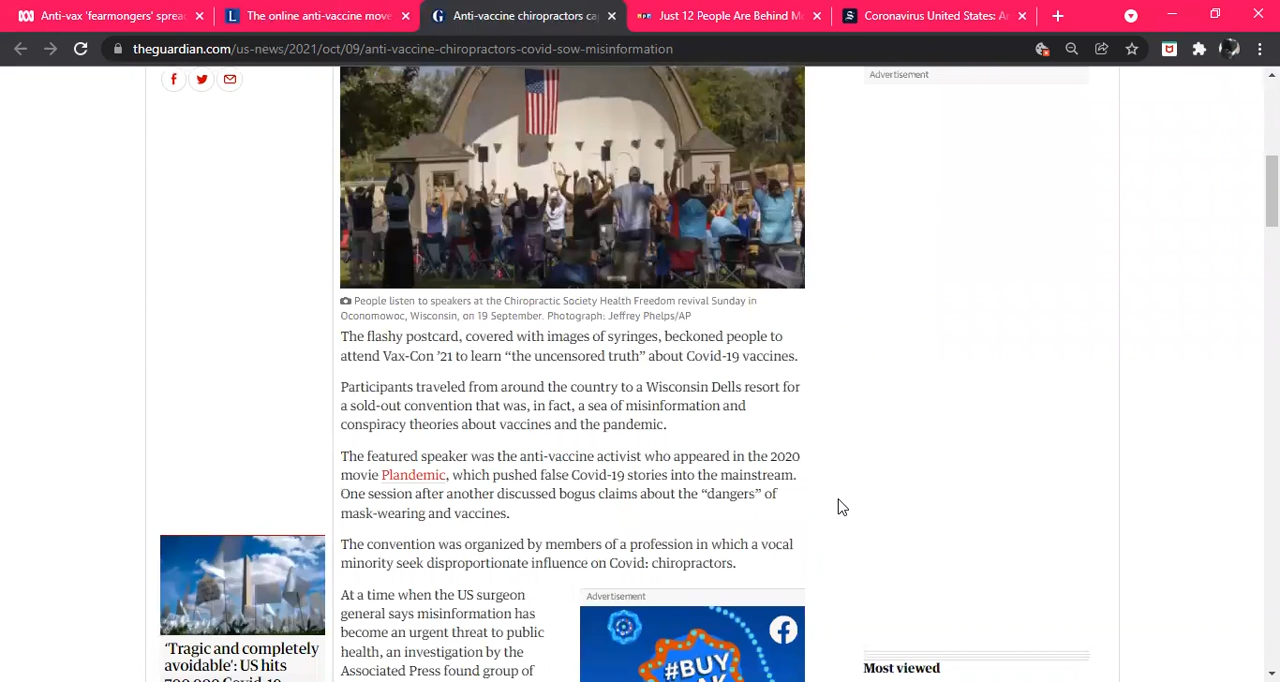 Anti-vax 'fearmongers' sprea
The online anti-vaccine move
Anti-vaccine chiropractors ca
Just 12 People Are Behind M
Coronavirus United States: A
theguardian.com/us-news/2021/oct/09/anti-vaccine-chiropractors-covid-sow-misinformation
Advertisement
People listen to speakers at the Chiropractic Society Health Freedom revival Sunday in
Oconomowoc, Wisconsin, on 19 September. Photograph: Jeffrey Phelps/AP
The flashy postcard, covered with images of syringes, beckoned people to
attend Vax-Con ’21 to learn “the uncensored truth” about Covid-19 vaccines.
Participants traveled from around the country to a Wisconsin Dells resort for
a sold-out convention that was, in fact, a sea of misinformation and
conspiracy theories about vaccines and the pandemic.
The featured speaker was the anti-vaccine activist who appeared in the 2020
movie Plandemic, which pushed false Covid-19 stories into the mainstream.
One session after another discussed bogus claims about the “dangers” of
mask-wearing and vaccines.
The convention was organized by members of a profession in which a vocal
minority seek disproportionate influence on Covid: chiropractors.
At a time when the US surgeon
general says misinformation has
become an urgent threat to public
health, an investigation by the
Associated Press found group of
Advertisement
#BUY
‘Tragic and completely
avoidable’: US hits
Most viewed